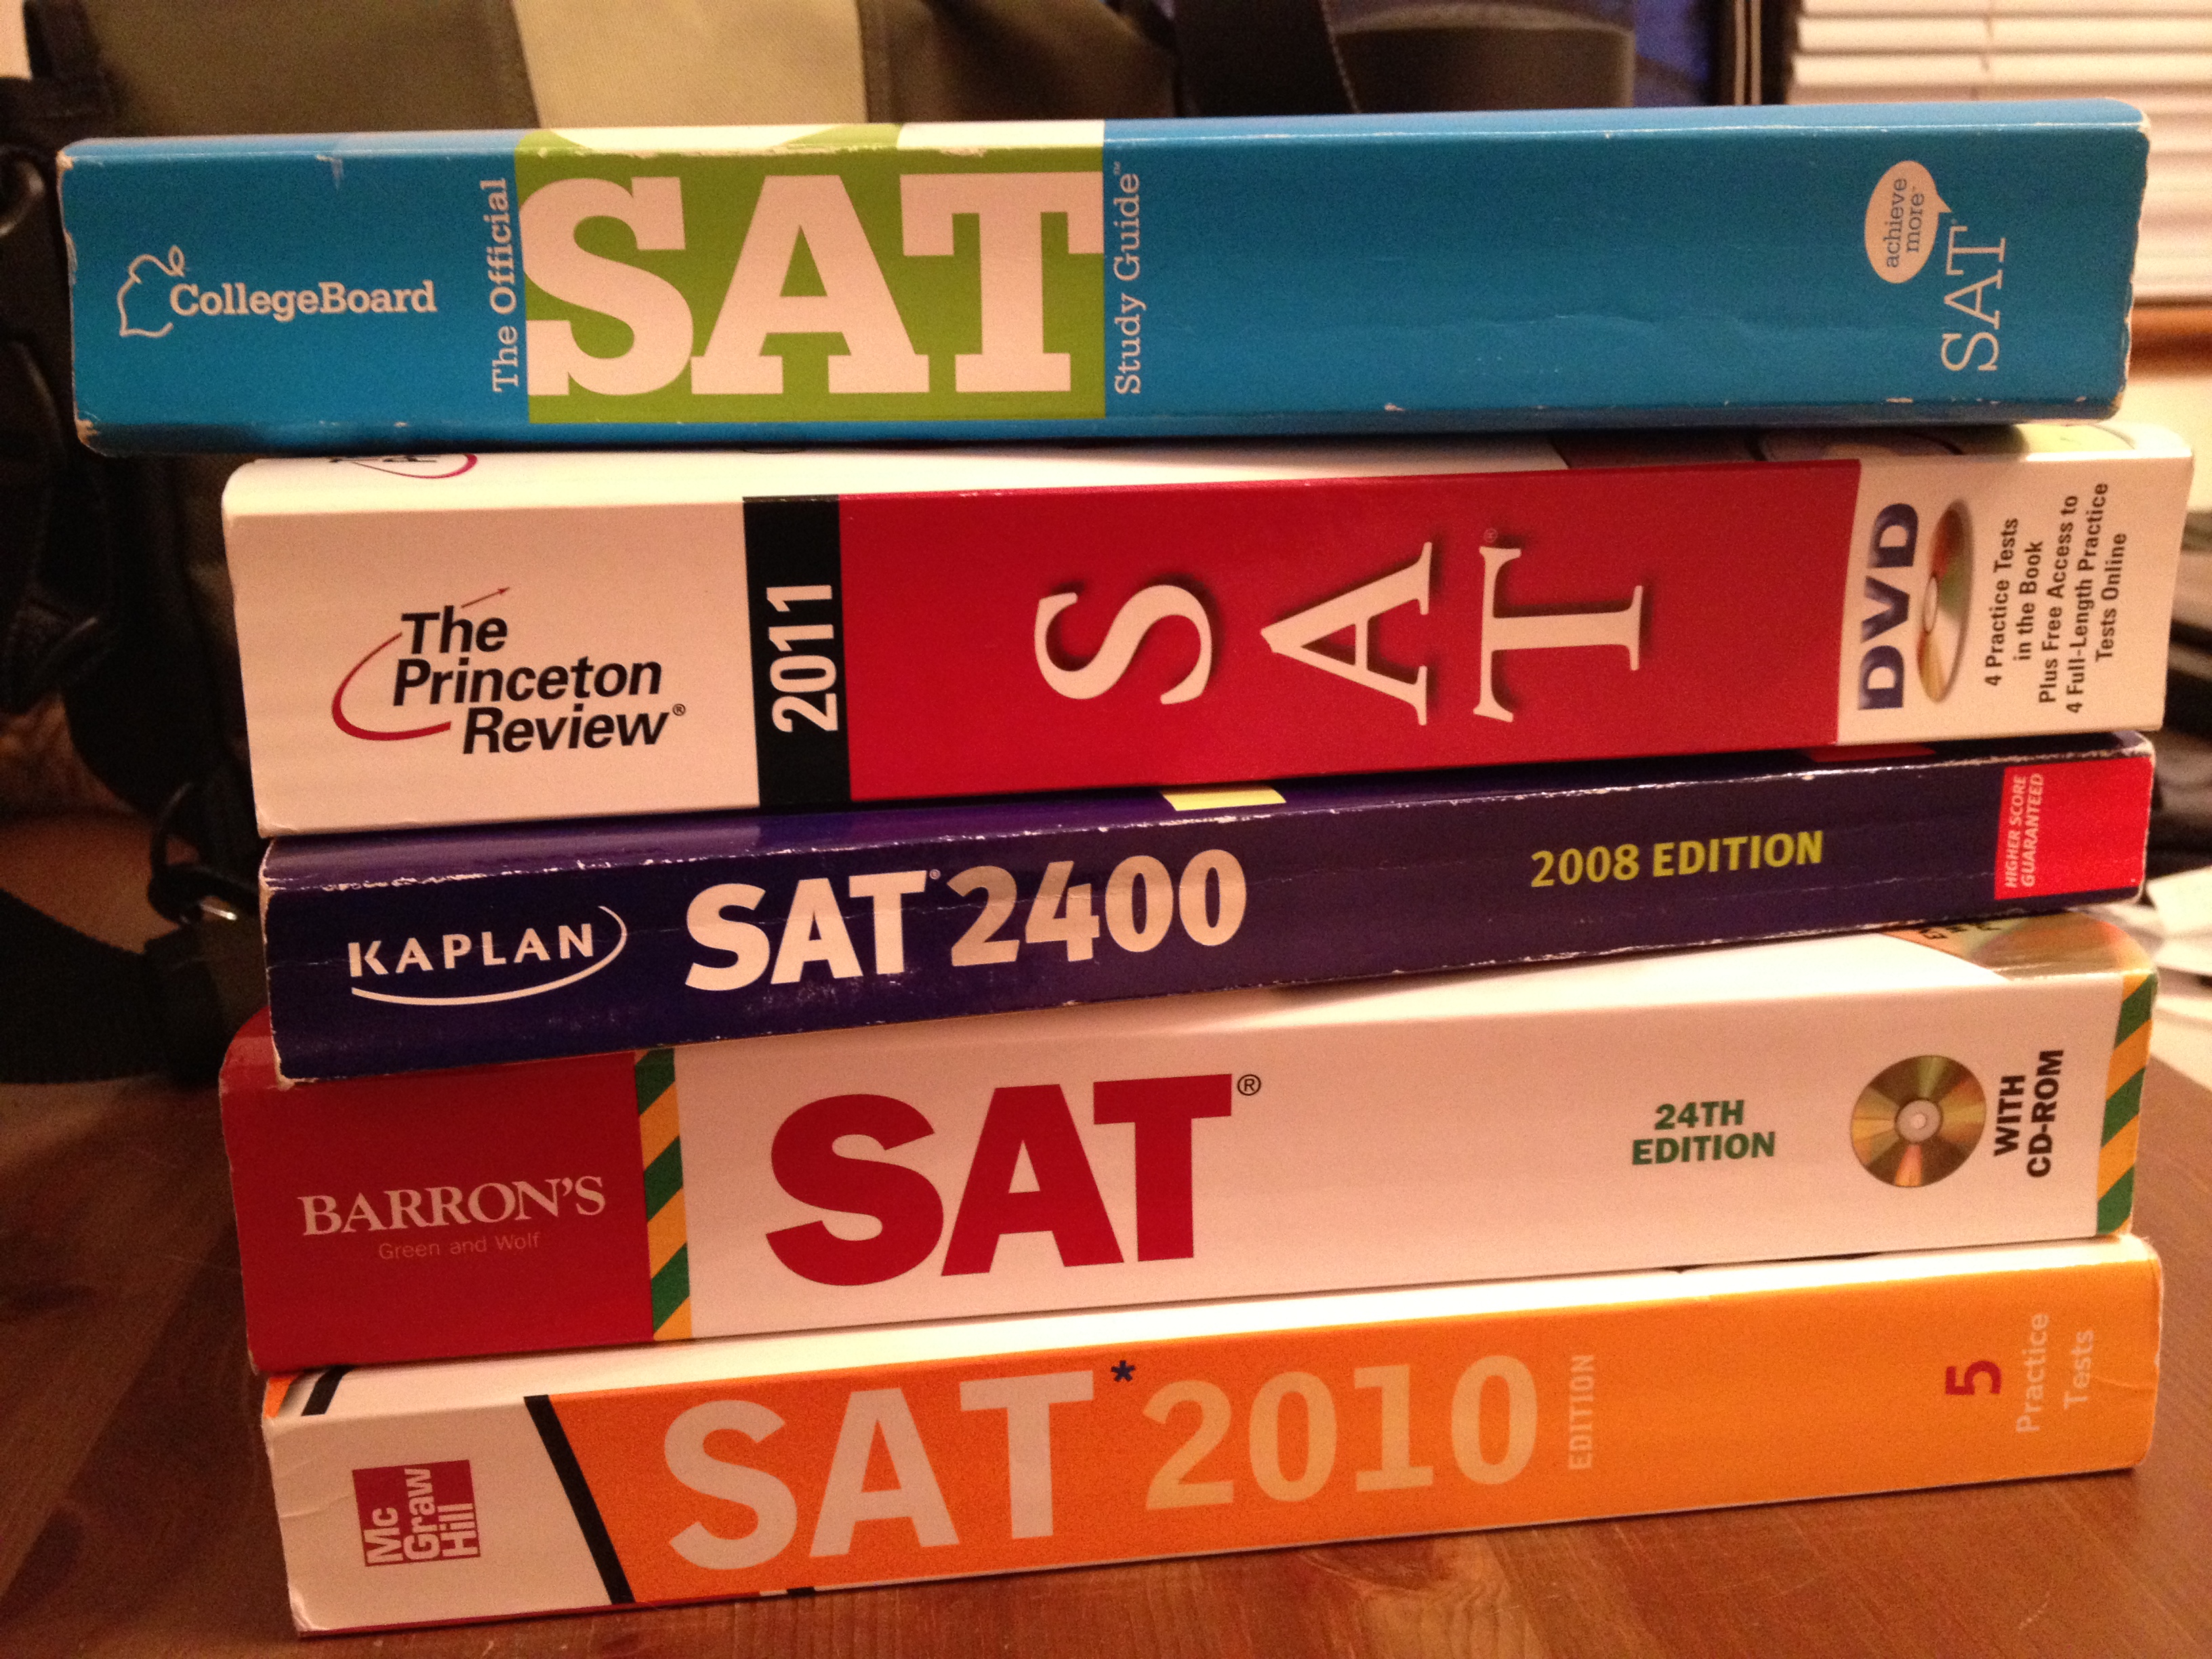 CollegeBoard
The Official
SAT
Study Guide™
achieve
more™
SAT
The
Princeton
Review®
2011
SAT®
DVD
4 Practice Tests
in the Book
Plus Free Access to
4 Full-Length Practice
Tests Online
KAPLAN
SAT® 2400
2008 EDITION
HIGHER SCORE
GUARANTEED
BARRON'S
Green and Wolf
SAT®
24TH
EDITION
WITH
CD-ROM
Mc
Graw
Hill
SAT* 2010
EDITION
5
Practice
Tests